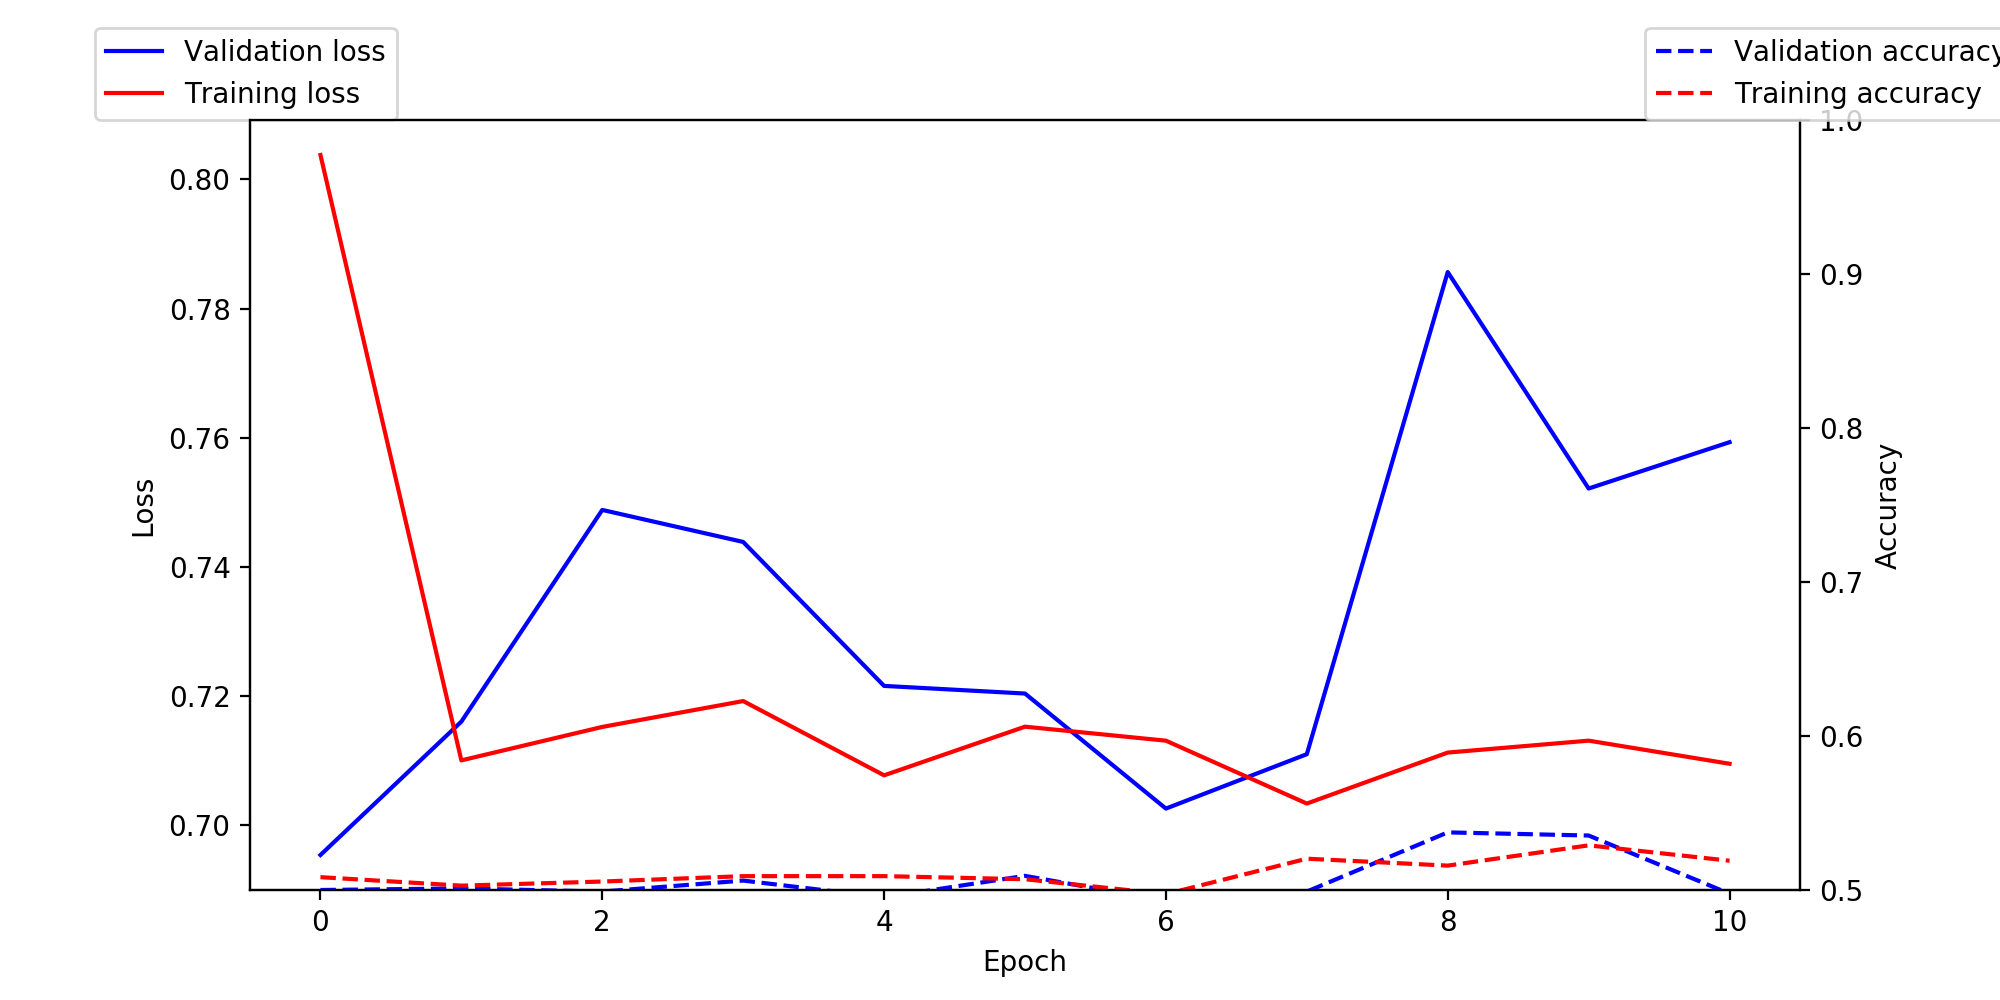 Validation loss
Training loss
Validation accuracy
Training accuracy
1.0
0.9
0.8
0.7
0.6
0.5
Accuracy
0.80
0.78
0.76
0.74
0.72
0.70
Loss
0 2 4 6 8 10
Epoch